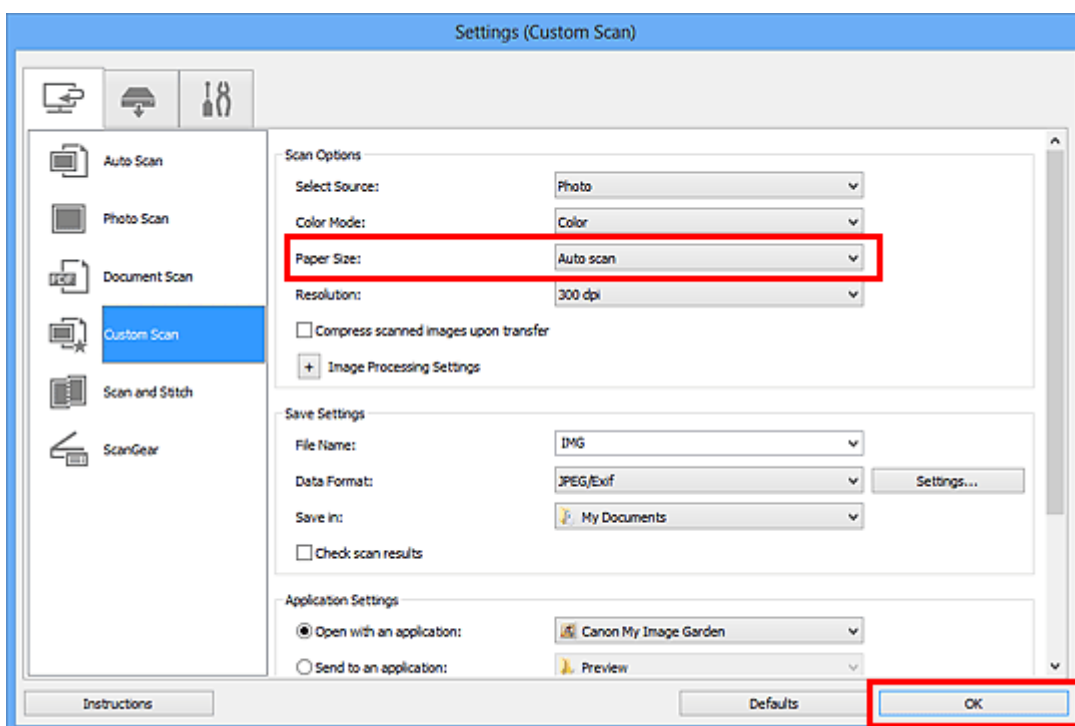 Settings (Custom Scan)
Auto Scan
Photo Scan
Document Scan
Custom Scan
Scan and Stitch
ScanGear
Scan Options
Select Source: Photo
Color Mode: Color
Paper Size: Auto scan
Resolution: 300 dpi
Compress scanned images upon transfer
+ Image Processing Settings
Save Settings
File Name: IMG
Data Format: JPEG/Exif Settings...
Save in: My Documents
Check scan results
Application Settings
Open with an application: Canon My Image Garden
Send to an application: Preview
Instructions Defaults OK